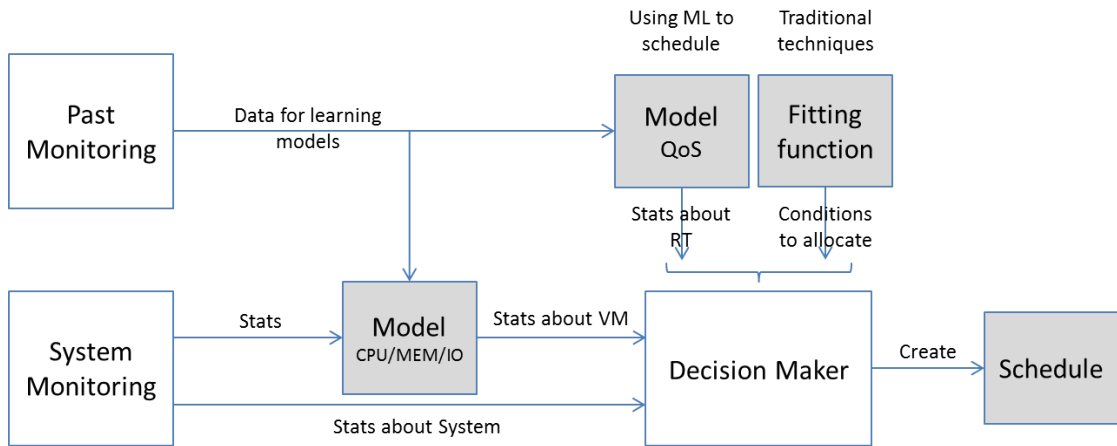 Using ML to
schedule
Traditional
techniques
Past
Monitoring
Data for learning
models
Model
QoS
Fitting
function
Stats about
RT
Conditions
to allocate
System
Monitoring
Stats
Model
CPU/MEM/IO
Stats about VM
Decision Maker
Create
Schedule
Stats about System